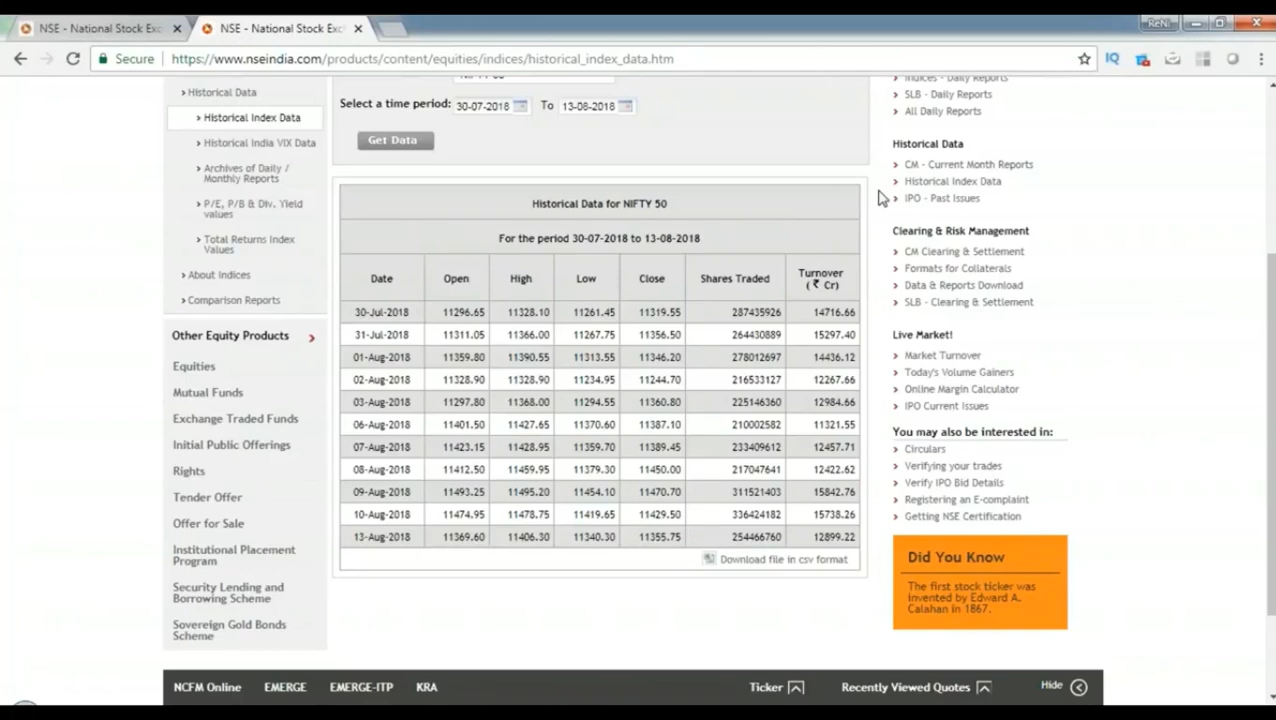 NSE - National Stock Exc
NSE - National Stock Exc
ReNi
Secure
https://www.nseindia.com/products/content/equities/indices/historical_index_data.htm
Historical Data
Historical Index Data
Historical India VIX Data
Archives of Daily /
Monthly Reports
P/E, P/B & Div. Yield
values
Total Returns Index
Values
About Indices
Comparison Reports
Other Equity Products
Equities
Mutual Funds
Exchange Traded Funds
Initial Public Offerings
Rights
Tender Offer
Offer for Sale
Institutional Placement
Program
Security Lending and
Borrowing Scheme
Sovereign Gold Bonds
Scheme
Select a time period: 30-07-2018 To 13-08-2018
Get Data
Historical Data for NIFTY 50
For the period 30-07-2018 to 13-08-2018
Date Open High Low Close Shares Traded Turnover (₹ Cr)
30-Jul-2018 11296.65 11328.10 11261.45 11319.55 287435926 14716.66
31-Jul-2018 11311.05 11366.00 11267.75 11356.50 264430889 15297.40
01-Aug-2018 11359.80 11390.55 11313.55 11346.20 278012697 14436.12
02-Aug-2018 11328.90 11328.90 11234.95 11244.70 216533127 12267.66
03-Aug-2018 11297.80 11368.00 11294.55 11360.80 225146360 12984.66
06-Aug-2018 11401.50 11427.65 11370.60 11387.10 210002582 11321.55
07-Aug-2018 11423.15 11428.95 11359.70 11389.45 233409612 12457.71
08-Aug-2018 11412.50 11459.95 11379.30 11450.00 217047641 12422.62
09-Aug-2018 11493.25 11495.20 11454.10 11470.70 311521403 15842.76
10-Aug-2018 11474.95 11478.75 11419.65 11429.50 336424182 15738.26
13-Aug-2018 11369.60 11406.30 11340.30 11355.75 254466760 12899.22
Download file in csv format
Indices - Daily Reports
SLB - Daily Reports
All Daily Reports
Historical Data
CM - Current Month Reports
Historical Index Data
IPO - Past Issues
Clearing & Risk Management
CM Clearing & Settlement
Formats for Collaterals
Data & Reports Download
SLB - Clearing & Settlement
Live Market!
Market Turnover
Today's Volume Gainers
Online Margin Calculator
IPO Current Issues
You may also be interested in:
Circulars
Verifying your trades
Verify IPO Bid Details
Registering an E-complaint
Getting NSE Certification
Did You Know
The first stock ticker was
invented by Edward A.
Calahan in 1867.
NCFM Online EMERGE EMERGE-ITP KRA Ticker Recently Viewed Quotes Hide